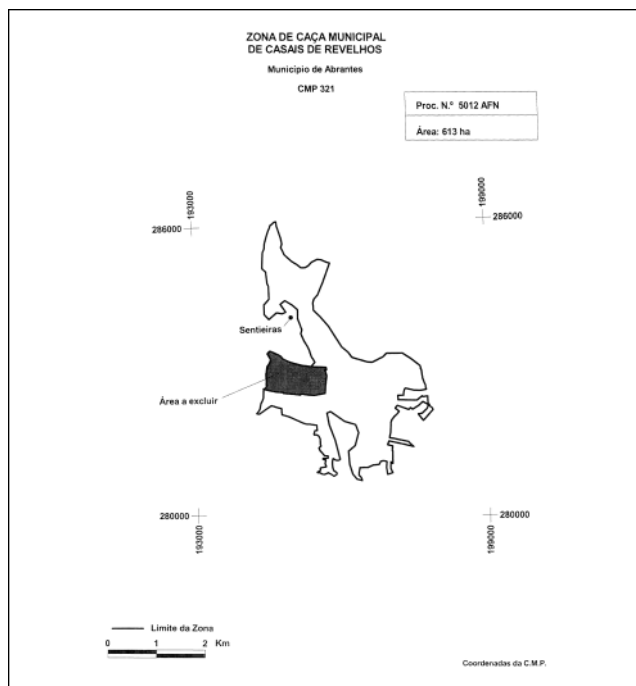 ZONA DE CAÇA MUNICIPAL
DE CASAIS DE REVELHOS
Município de Abrantes
CMP 321
Proc. N.º 5012 AFN
Área: 613 ha
193000
199000
286000
286000
Sentieiras
Área a excluir
280000
280000
193000
199000
Limite da Zona
0 1 2 Km
Coordenadas da C.M.P.